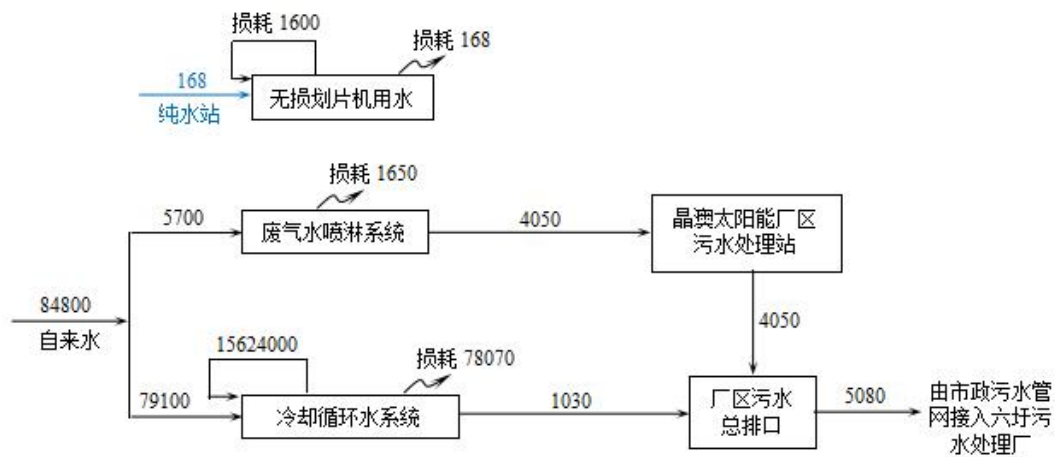 损耗 1600
损耗 168
168
纯水站
无损划片机用水
损耗 1650
5700
废气水喷淋系统
4050
晶澳太阳能厂区
污水处理站
84800
自来水
4050
15624000
损耗 78070
79100
冷却循环水系统
1030
厂区污水
总排口
5080
由市政污水管
网接入六圩污
水处理厂